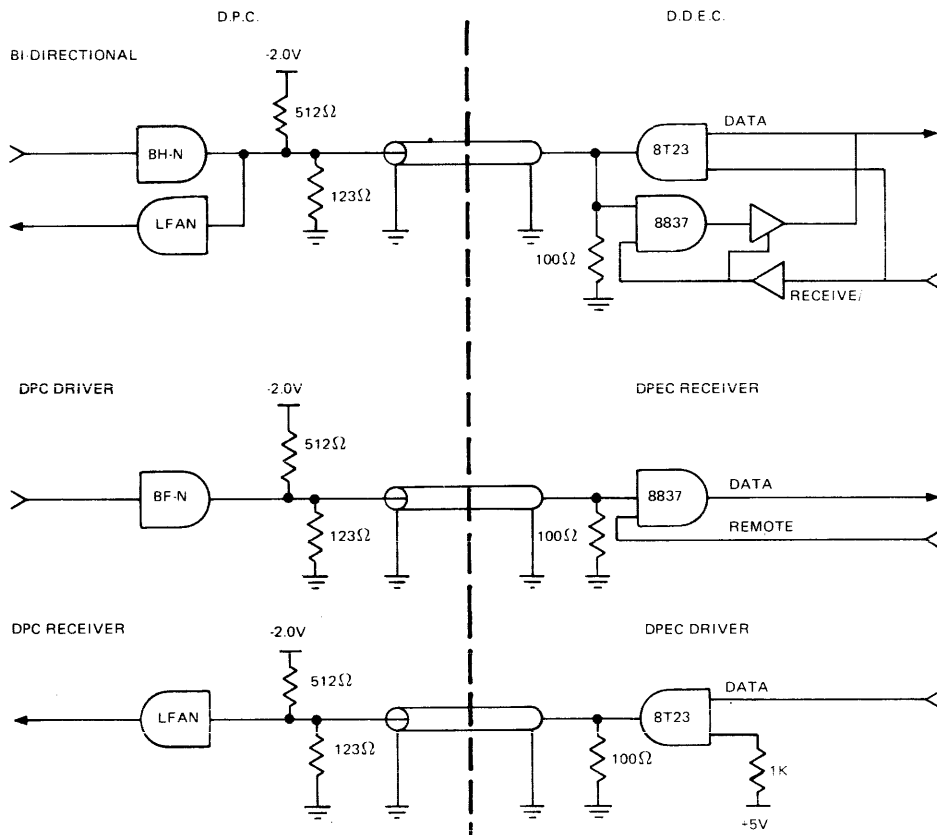 D.P.C. D.D.E.C.
BI-DIRECTIONAL
-2.0V
512Ω
BH-N
LFAN
123Ω
8T23
DATA
8837
100Ω
RECEIVE/
DPC DRIVER
-2.0V
512Ω
BF-N
123Ω
DPEC RECEIVER
8837
DATA
100Ω
REMOTE
DPC RECEIVER
-2.0V
512Ω
LFAN
123Ω
DPEC DRIVER
DATA
8T23
100Ω
1K
+5V